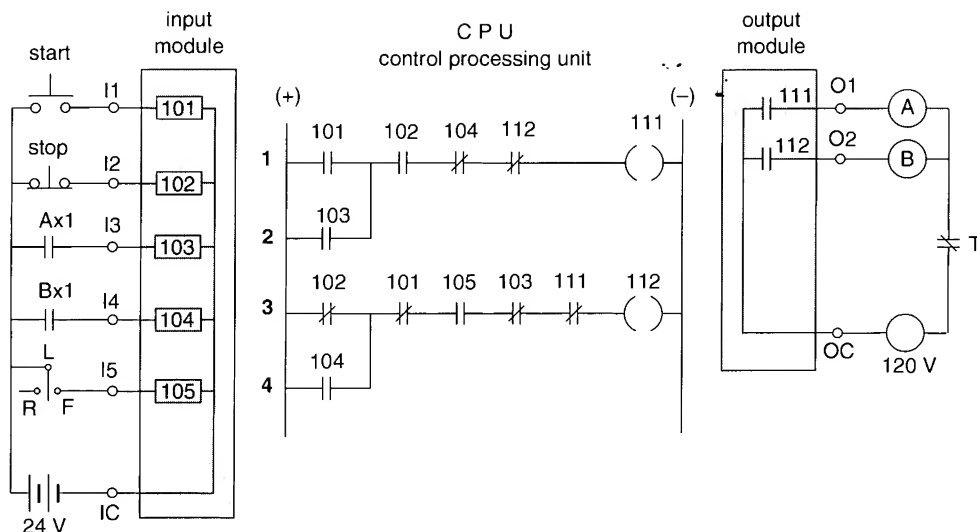 input
module
C P U
control processing unit
output
module
start
I1
101
(+)
(–)
111
O1
A
101
102
104
112
111
1
stop
I2
102
112
O2
B
Ax1
I3
103
103
2
T
Bx1
I4
104
102
101
105
103
111
112
3
L
I5
105
R
F
104
4
OC
120 V
24 V
IC